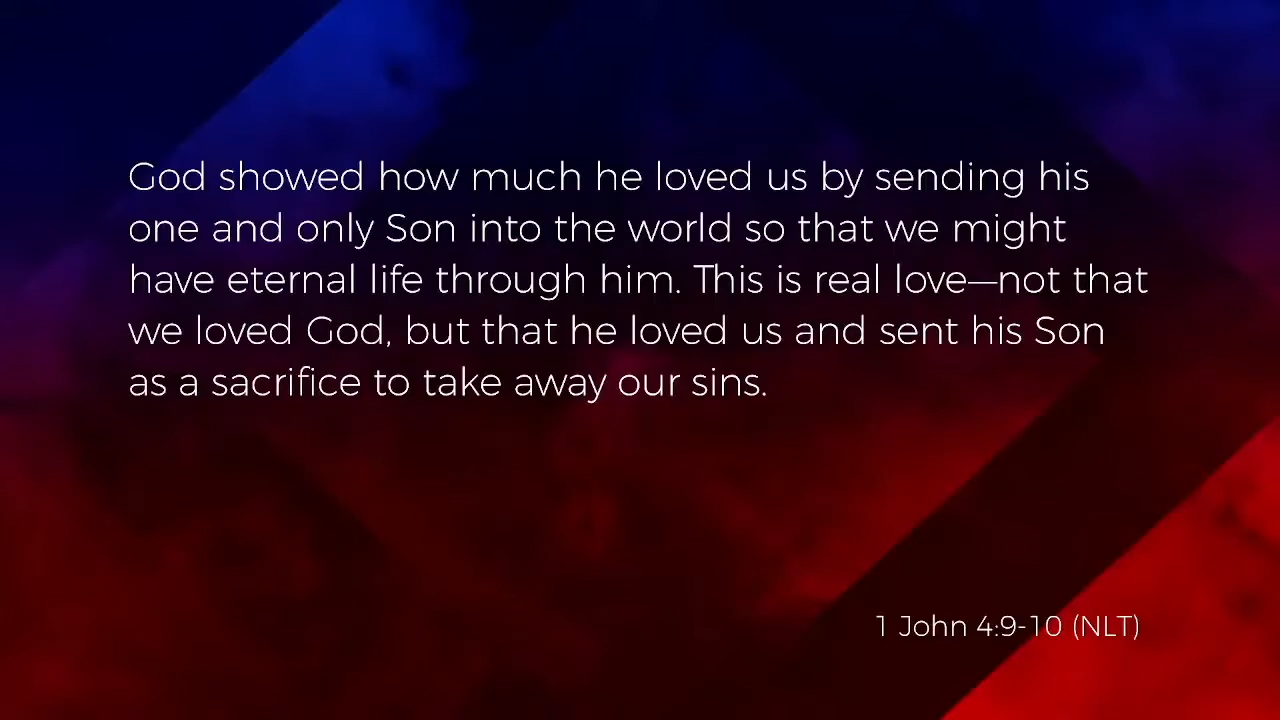 God showed how much he loved us by sending his
one and only Son into the world so that we might
have eternal life through him. This is real love—not that
we loved God, but that he loved us and sent his Son
as a sacrifice to take away our sins.
1 John 4:9-10 (NLT)